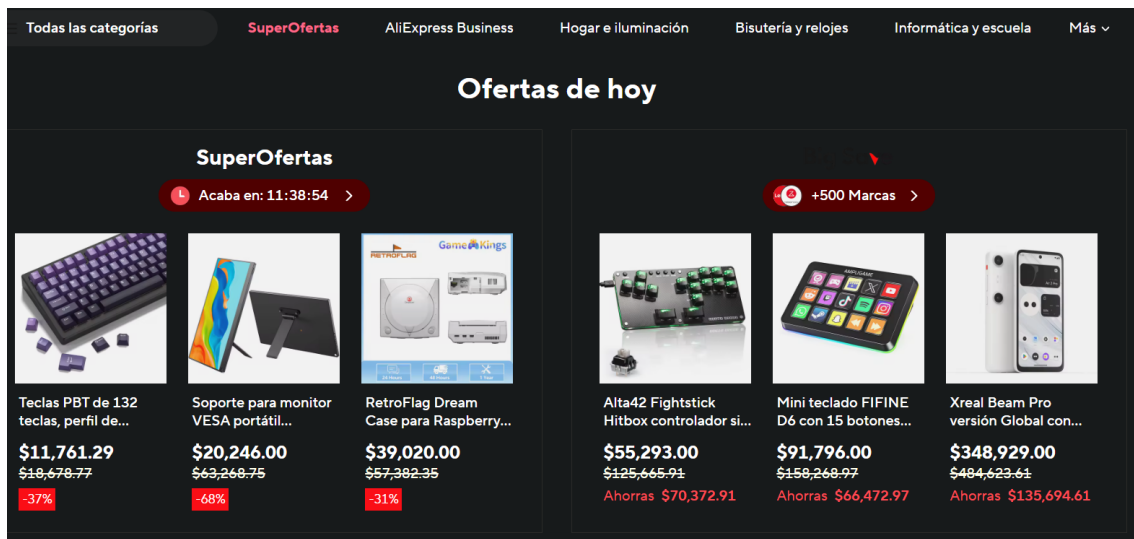 Todas las categorías
SuperOfertas
AliExpress Business
Hogar e iluminación
Bisutería y relojes
Informática y escuela
Más
Ofertas de hoy
SuperOfertas
Acaba en: 11:38:54
+500 Marcas
RETROFLAG
Game Kings
AMPLIGAME
Teclas PBT de 132
teclas, perfil de...
$11,761.29
$18,678.77
-37%
Soporte para monitor
VESA portátil...
$20,246.00
$63,268.75
-68%
RetroFlag Dream
Case para Raspberry...
$39,020.00
$57,382.35
-31%
Alta42 Fightstick
Hitbox controlador si...
$55,293.00
$125,665.91
Ahorras $70,372.91
Mini teclado FIFINE
D6 con 15 botones...
$91,796.00
$158,268.97
Ahorras $66,472.97
Xreal Beam Pro
versión Global con...
$348,929.00
$484,623.61
Ahorras $135,694.61